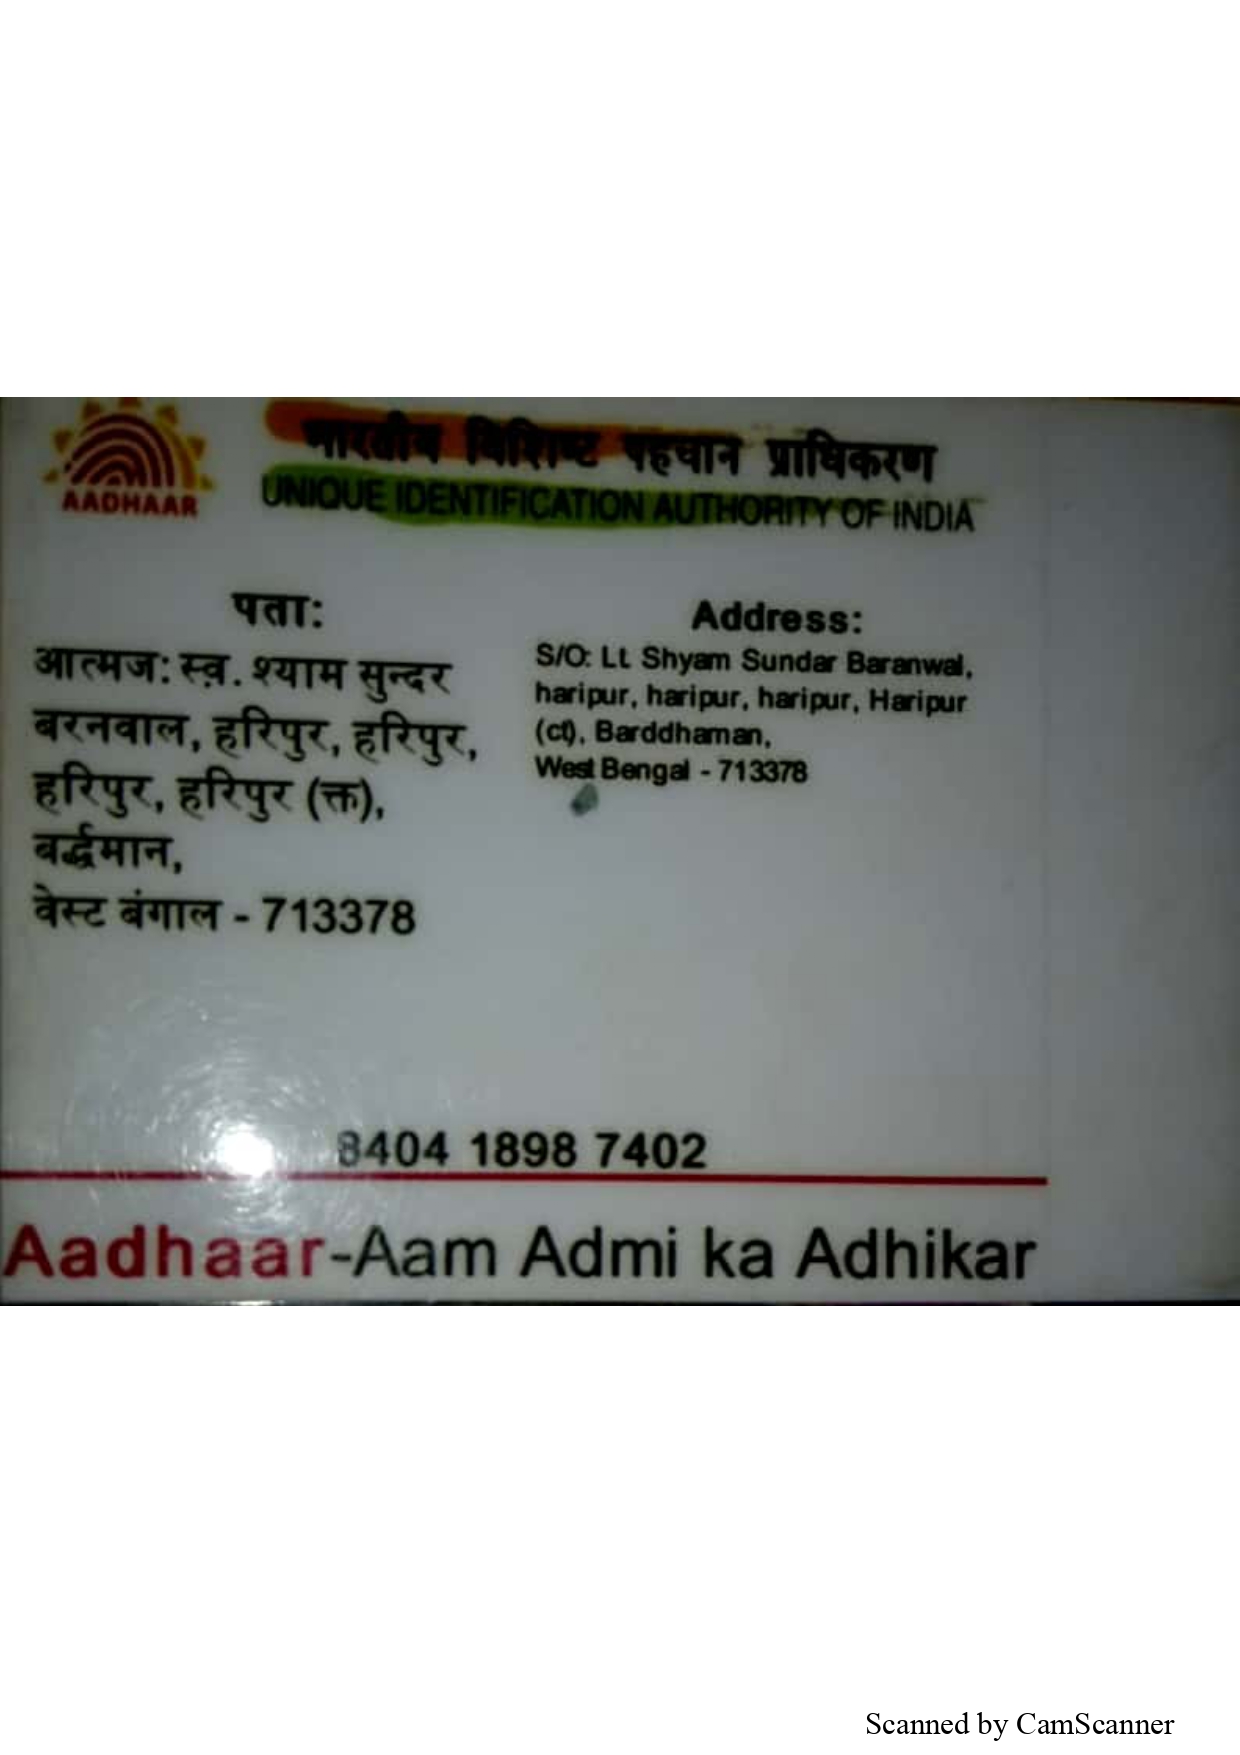 AADHAAR
भारतीय विशिष्ट पहचान प्राधिकरण
UNIQUE IDENTIFICATION AUTHORITY OF INDIA
पता:
आत्मज: स्व. श्याम सुन्दर
बरनवाल, हरिपुर, हरिपुर,
हरिपुर, हरिपुर (क्त),
बर्द्धमान,
वेस्ट बंगाल - 713378
Address:
S/O: Lt. Shyam Sundar Baranwal,
haripur, haripur, haripur, Haripur
(ct), Barddhaman,
West Bengal - 713378
8404 1898 7402
Aadhaar-Aam Admi ka Adhikar
Scanned by CamScanner